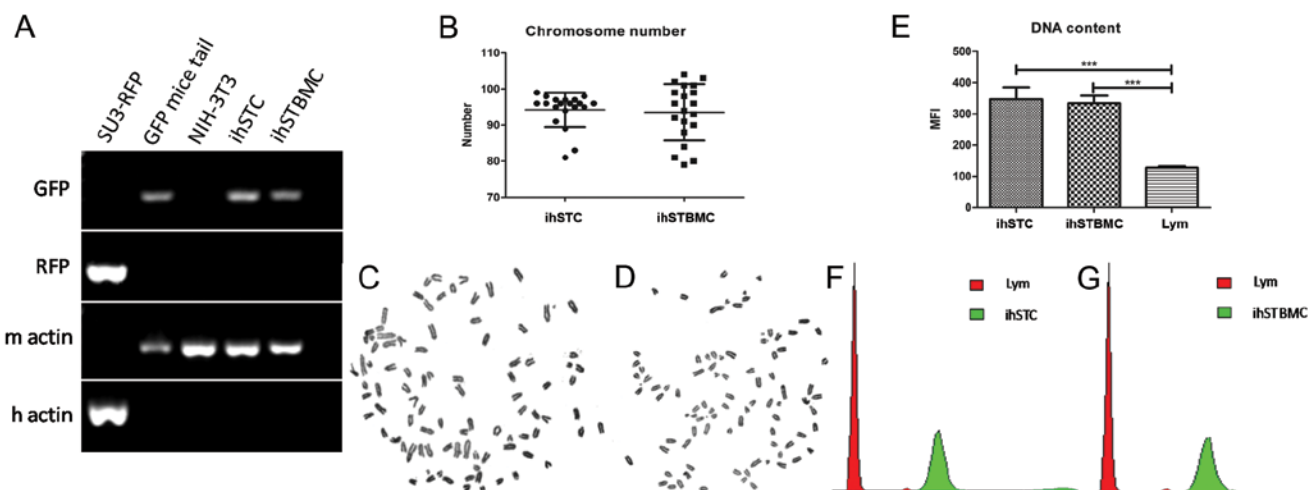 A
SU3-RFP
GFP mice tail
NIH-3T3
ihSTC
ihSTBMC
GFP
RFP
m actin
h actin
B
Chromosome number
Number
110
100
90
80
70
ihSTC
ihSTBMC
E
DNA content
MFI
500
400
300
200
100
0
***
***
ihSTC
ihSTBMC
Lym
C
D
F
Lym
ihSTC
G
Lym
ihSTBMC